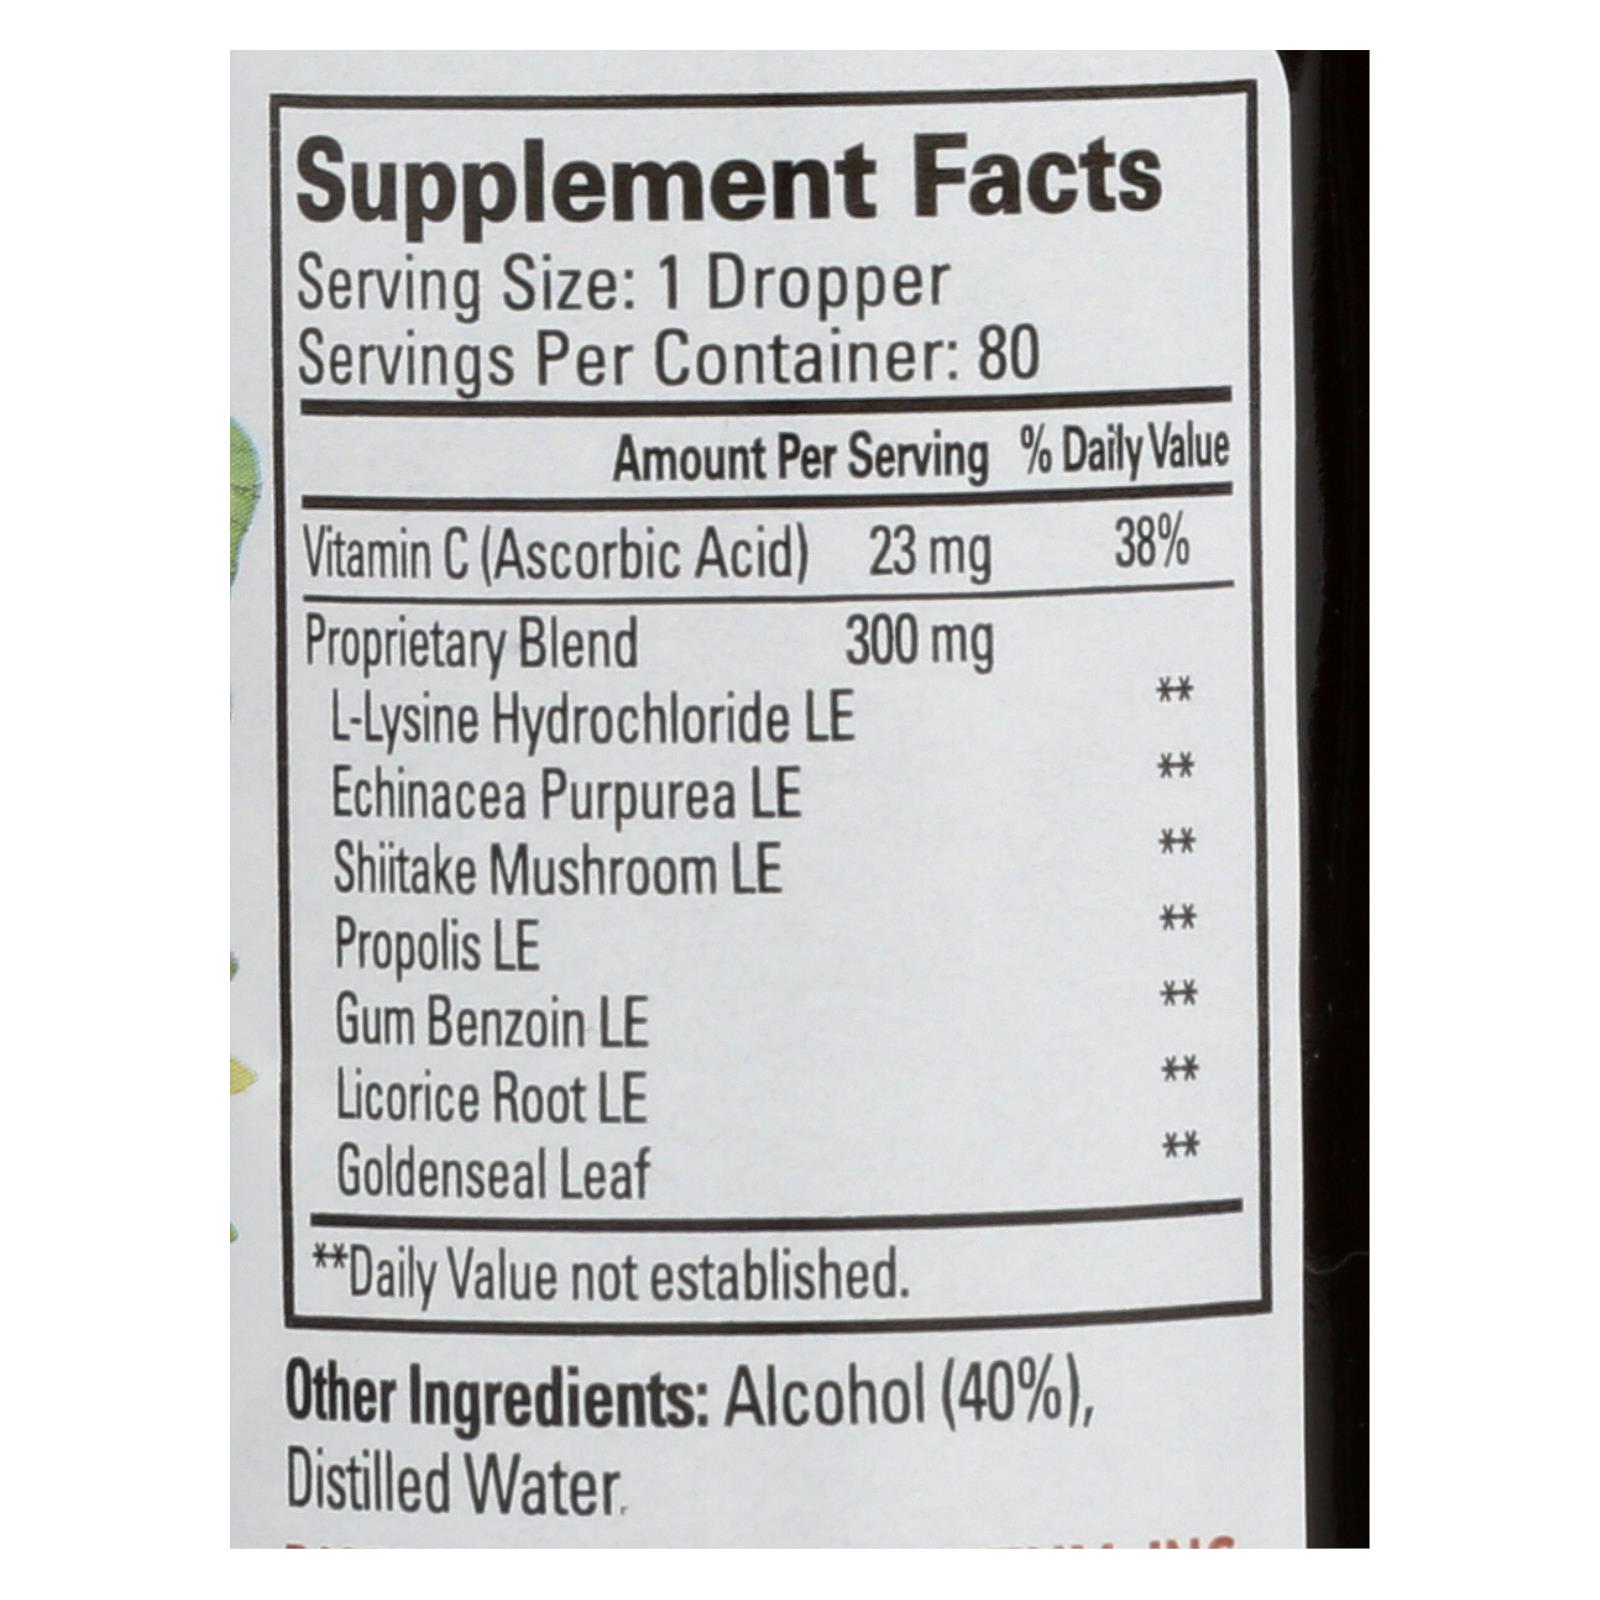 Supplement Facts
Serving Size: 1 Dropper
Servings Per Container: 80
Amount Per Serving % Daily Value
Vitamin C (Ascorbic Acid) 23 mg 38%
Proprietary Blend 300 mg
L-Lysine Hydrochloride LE **
Echinacea Purpurea LE **
Shiitake Mushroom LE **
Propolis LE **
Gum Benzoin LE **
Licorice Root LE **
Goldenseal Leaf **
**Daily Value not established.
Other Ingredients: Alcohol (40%),
Distilled Water.